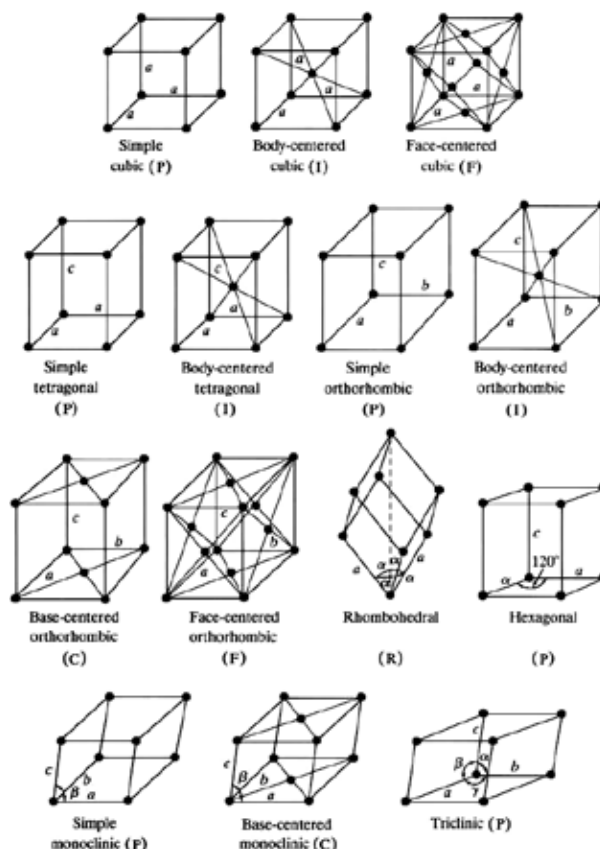 a
a
a
Simple
cubic (P)
a
a
a
Body-centered
cubic (I)
a
a
a
Face-centered
cubic (F)
c
a
a
Simple
tetragonal
(P)
c
a
a
Body-centered
tetragonal
(I)
b
a
Simple
orthorhombic
(P)
c
a
b
Body-centered
orthorhombic
(I)
c
b
a
Base-centered
orthorhombic
(C)
c
b
a
Face-centered
orthorhombic
(F)
a
α
α
α
a
Rhombohedral
(R)
c
120°
α
a
Hexagonal
(P)
c
b
β
a
Simple
monoclinic (P)
c
b
β
a
Base-centered
monoclinic (C)
c
β
α
b
a
γ
Triclinic (P)